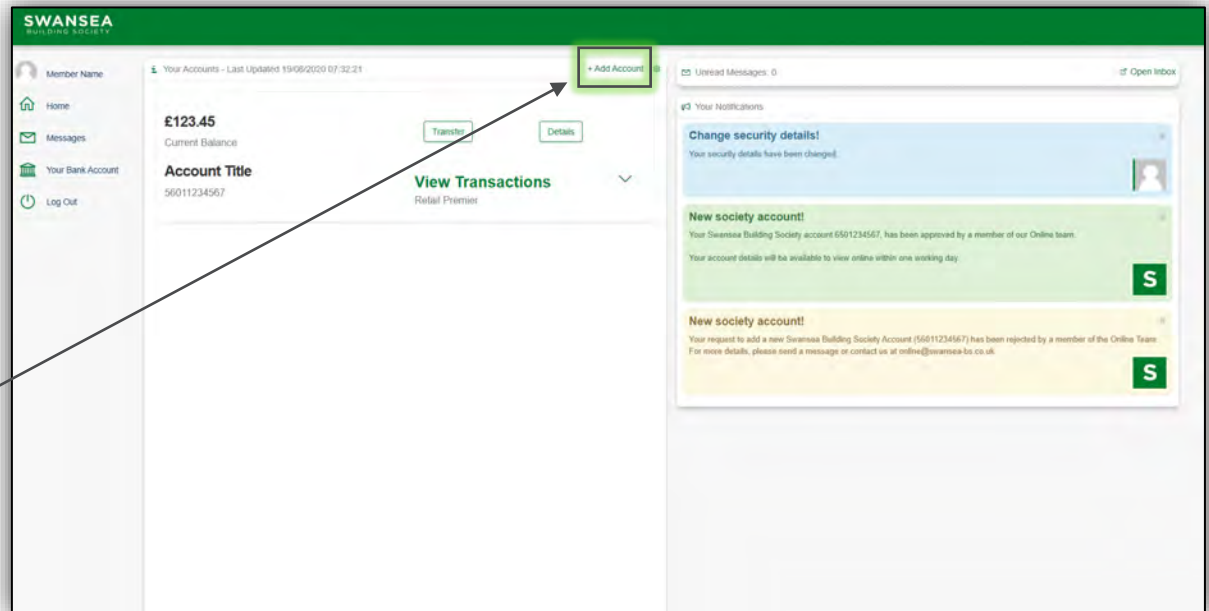 SWANSEA
BUILDING SOCIETY
Member Name
Home
Messages
Your Bank Account
Log Out
£ Your Accounts - Last Updated 19/08/2020 07:32:21
+ Add Account
£123.45
Current Balance
Transfer
Details
Account Title
56011234567
View Transactions
Retail Premier
Unread Messages: 0
Open Inbox
Your Notifications
Change security details!
Your security details have been changed.
New society account!
Your Swansea Building Society account 6501234567, has been approved by a member of our Online team.
Your account details will be available to view online within one working day.
S
New society account!
Your request to add a new Swansea Building Society Account (56011234567) has been rejected by a member of the Online Team.
For more details, please send a message or contact us at online@swansea-bs.co.uk
S